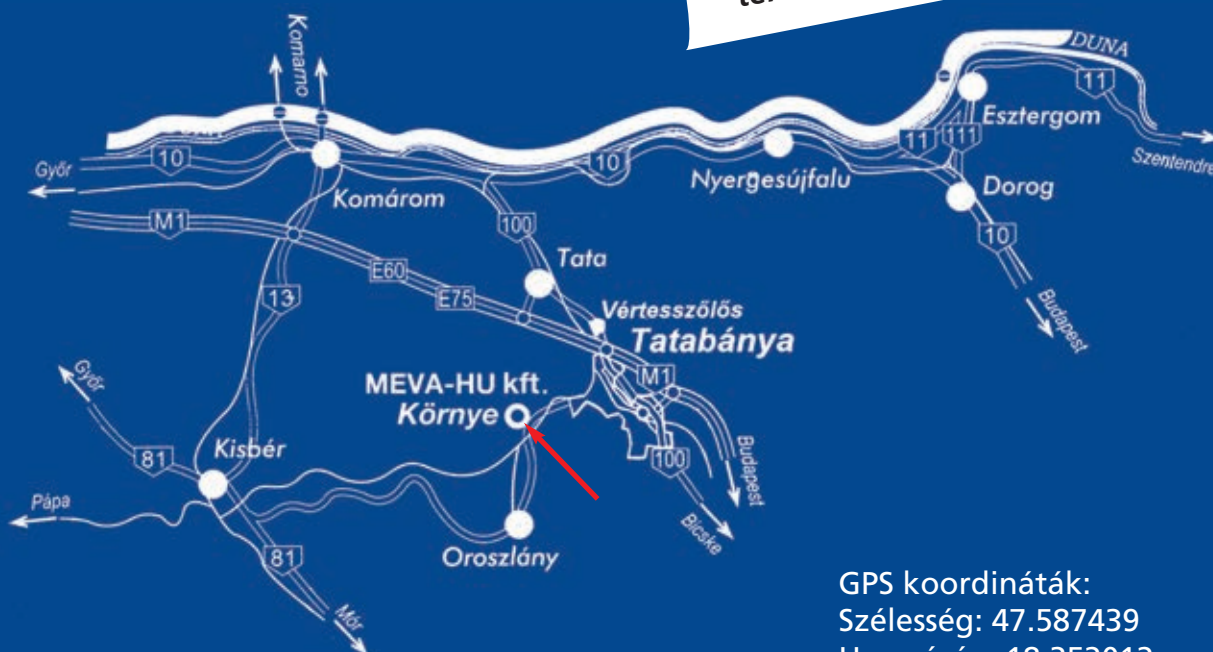 DUNA
Komarno
11
Esztergom
11
111
Szentendre
10
10
Győr
Nyergesújfalu
Dorog
Komárom
M1
100
10
Tata
E60
E75
13
Budapest
Vértesszőlős
Tatabánya
M1
Győr
MEVA-HU kft.
Környe
Kisbér
81
100
Budapest
Pápa
Bicske
Oroszlány
81
Mór
GPS koordináták:
Szélesség: 47.587439